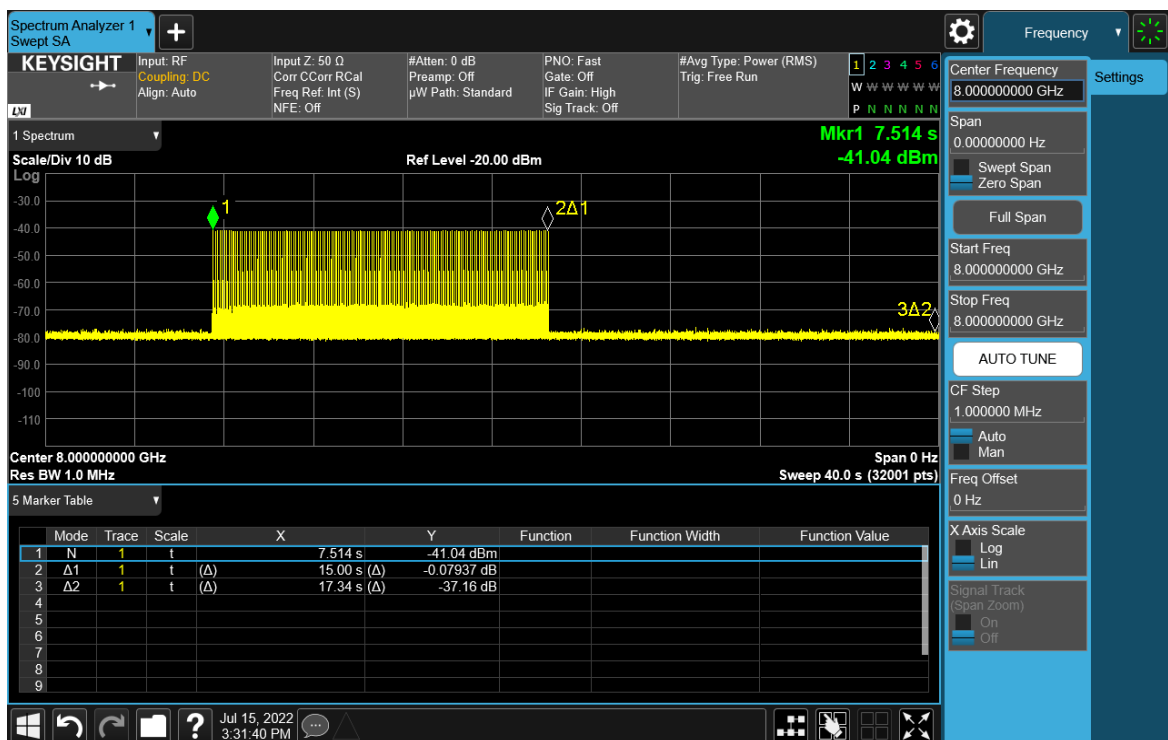 Spectrum Analyzer 1
Swept SA
+
Frequency
KEYSIGHT
LXI
Input: RF
Coupling: DC
Align: Auto
Input Z: 50 Ω
Corr CCorr RCal
Freq Ref: Int (S)
NFE: Off
#Atten: 0 dB
Preamp: Off
µW Path: Standard
PNO: Fast
Gate: Off
IF Gain: High
Sig Track: Off
#Avg Type: Power (RMS)
Trig: Free Run
1 2 3 4 5 6
W W W W W W
P N N N N N
Center Frequency
8.000000000 GHz
Settings
1 Spectrum
Mkr1 7.514 s
Scale/Div 10 dB
Ref Level -20.00 dBm
-41.04 dBm
Span
0.00000000 Hz
Swept Span
Zero Span
Full Span
Start Freq
8.000000000 GHz
Stop Freq
8.000000000 GHz
AUTO TUNE
CF Step
1.000000 MHz
Auto
Man
Freq Offset
0 Hz
X Axis Scale
Log
Lin
Signal Track
(Span Zoom)
On
Off
Log
-30.0
-40.0
-50.0
-60.0
-70.0
-80.0
-90.0
-100
-110
1
2Δ1
3Δ2
Center 8.000000000 GHz
Span 0 Hz
Res BW 1.0 MHz
Sweep 40.0 s (32001 pts)
5 Marker Table
Mode Trace Scale X Y Function Function Width Function Value
1 N 1 t 7.514 s -41.04 dBm
2 Δ1 1 t (Δ) 15.00 s (Δ) -0.07937 dB
3 Δ2 1 t (Δ) 17.34 s (Δ) -37.16 dB
4
5
6
7
8
9
?
Jul 15, 2022
3:31:40 PM